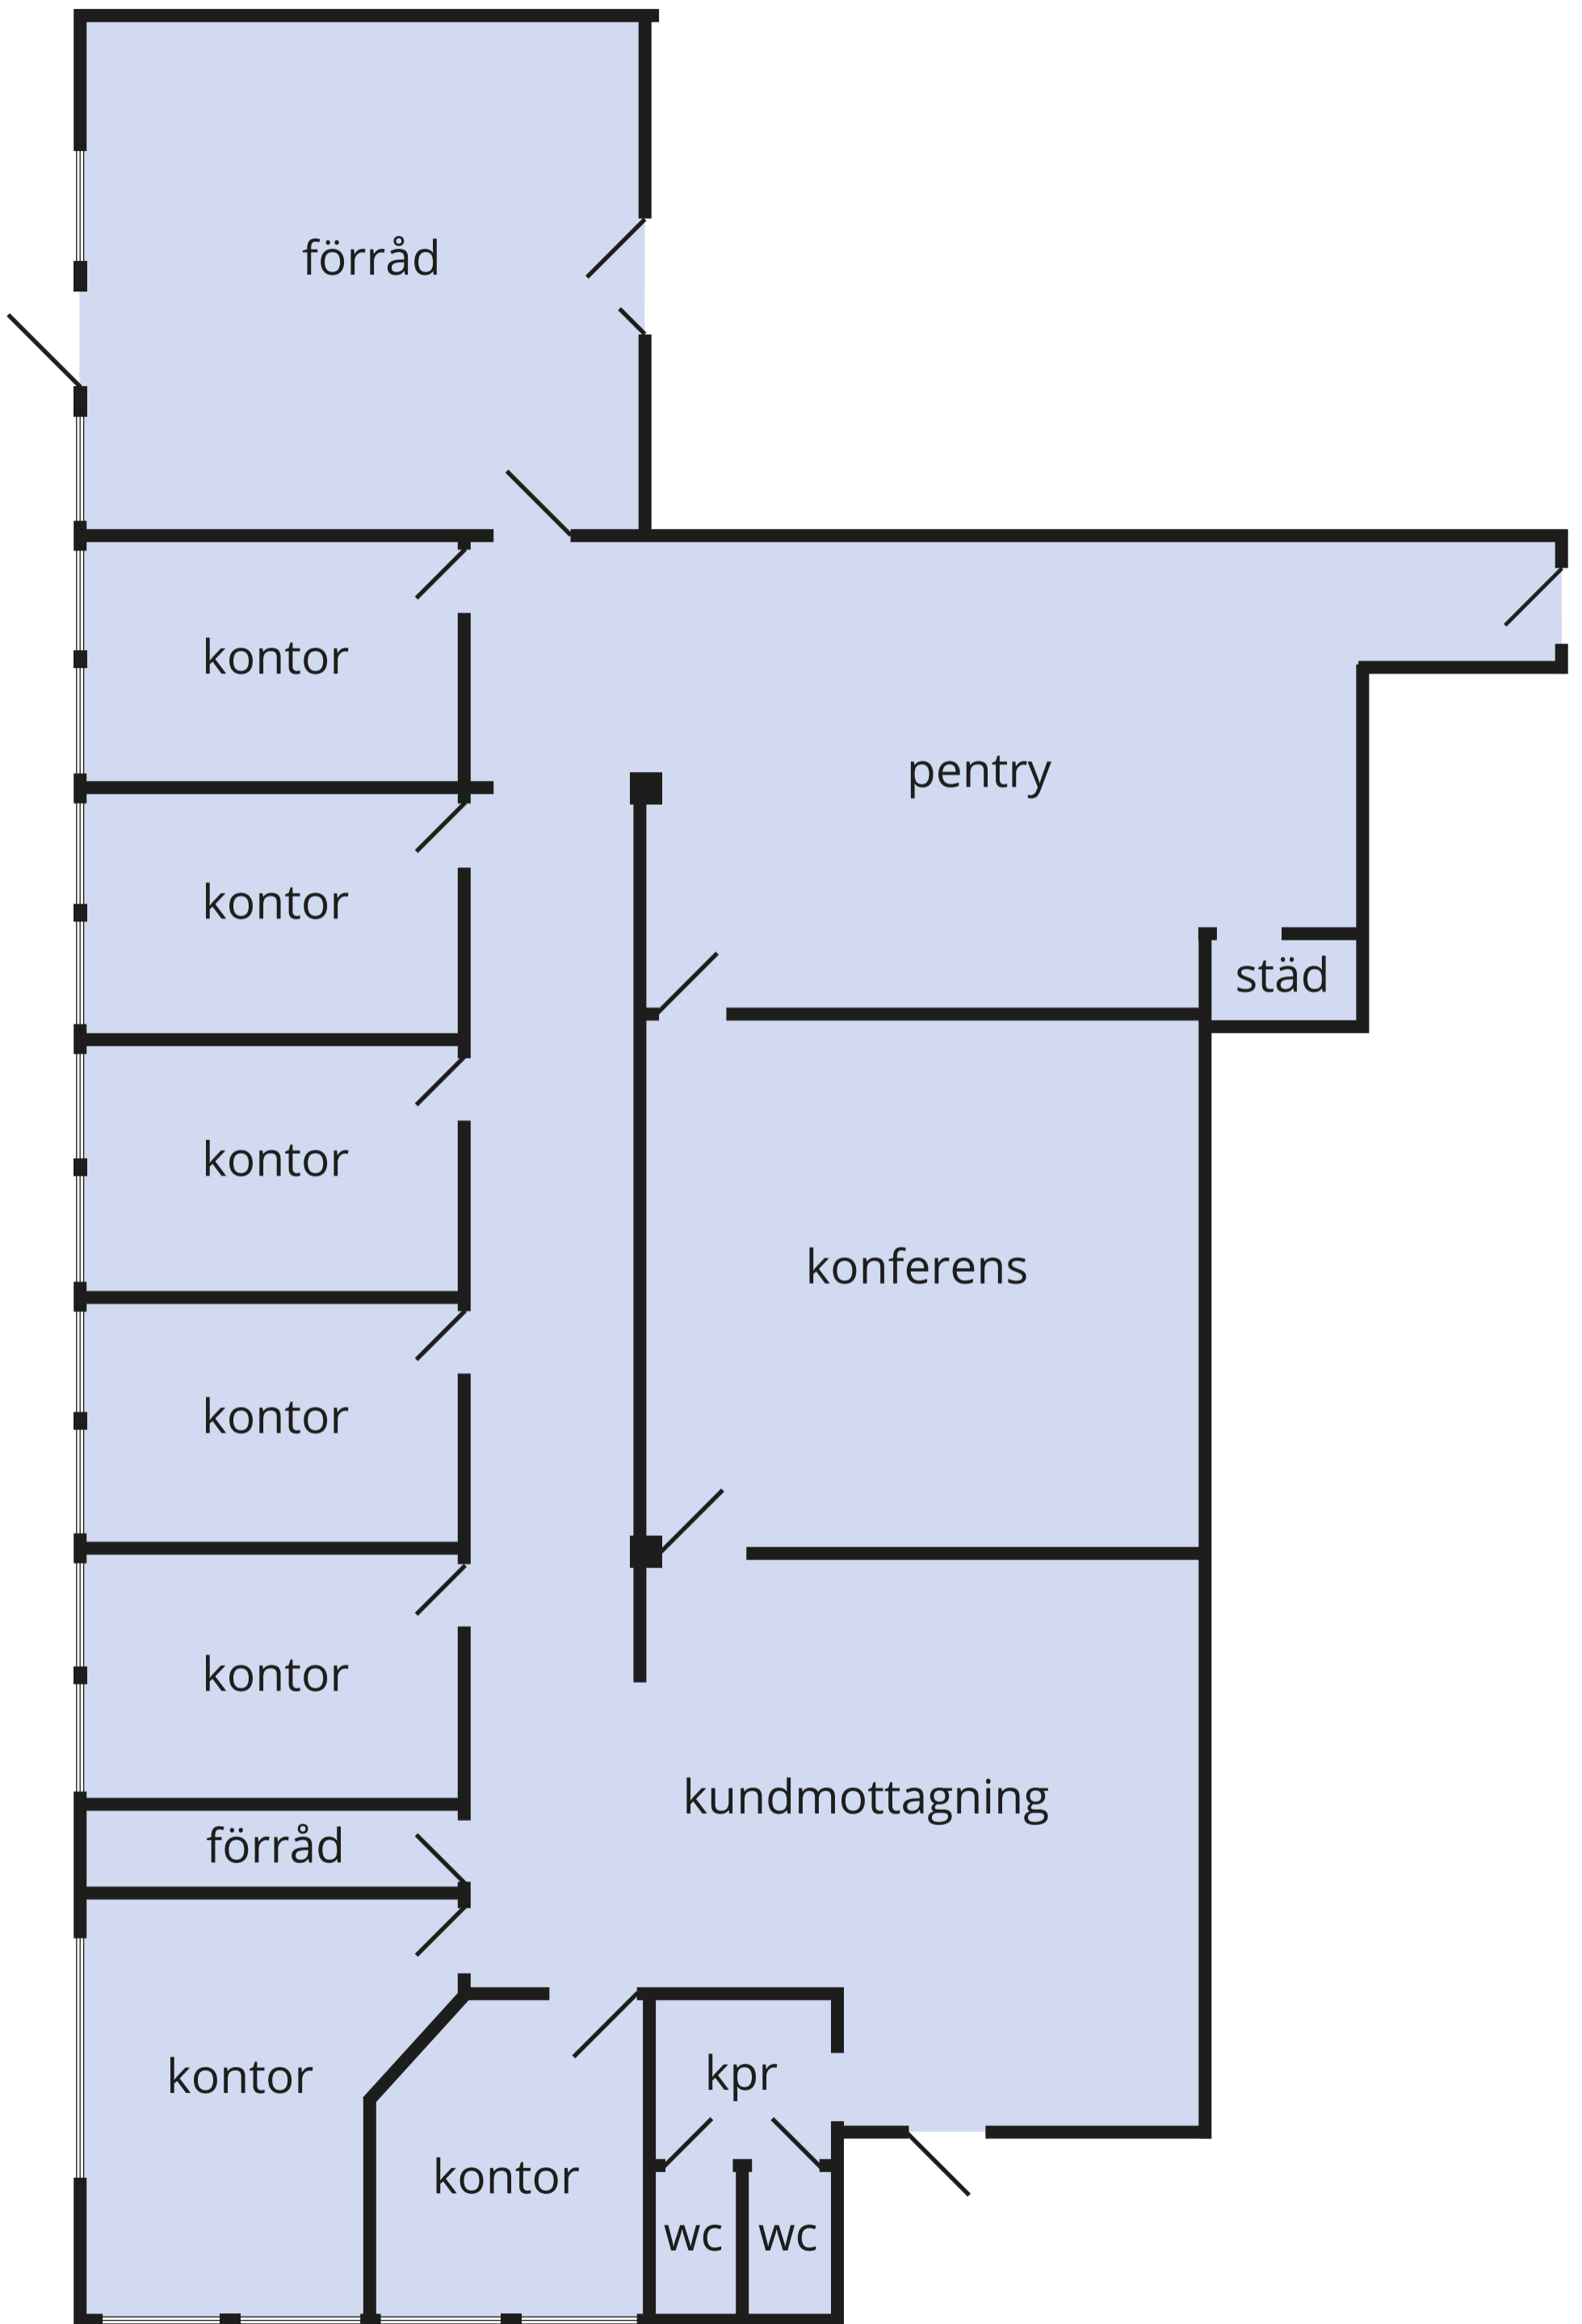 förråd
kontor
pentry
kontor
städ
kontor
konferens
kontor
kontor
kundmottagning
förråd
kpr
kontor
kontor
wc
wc